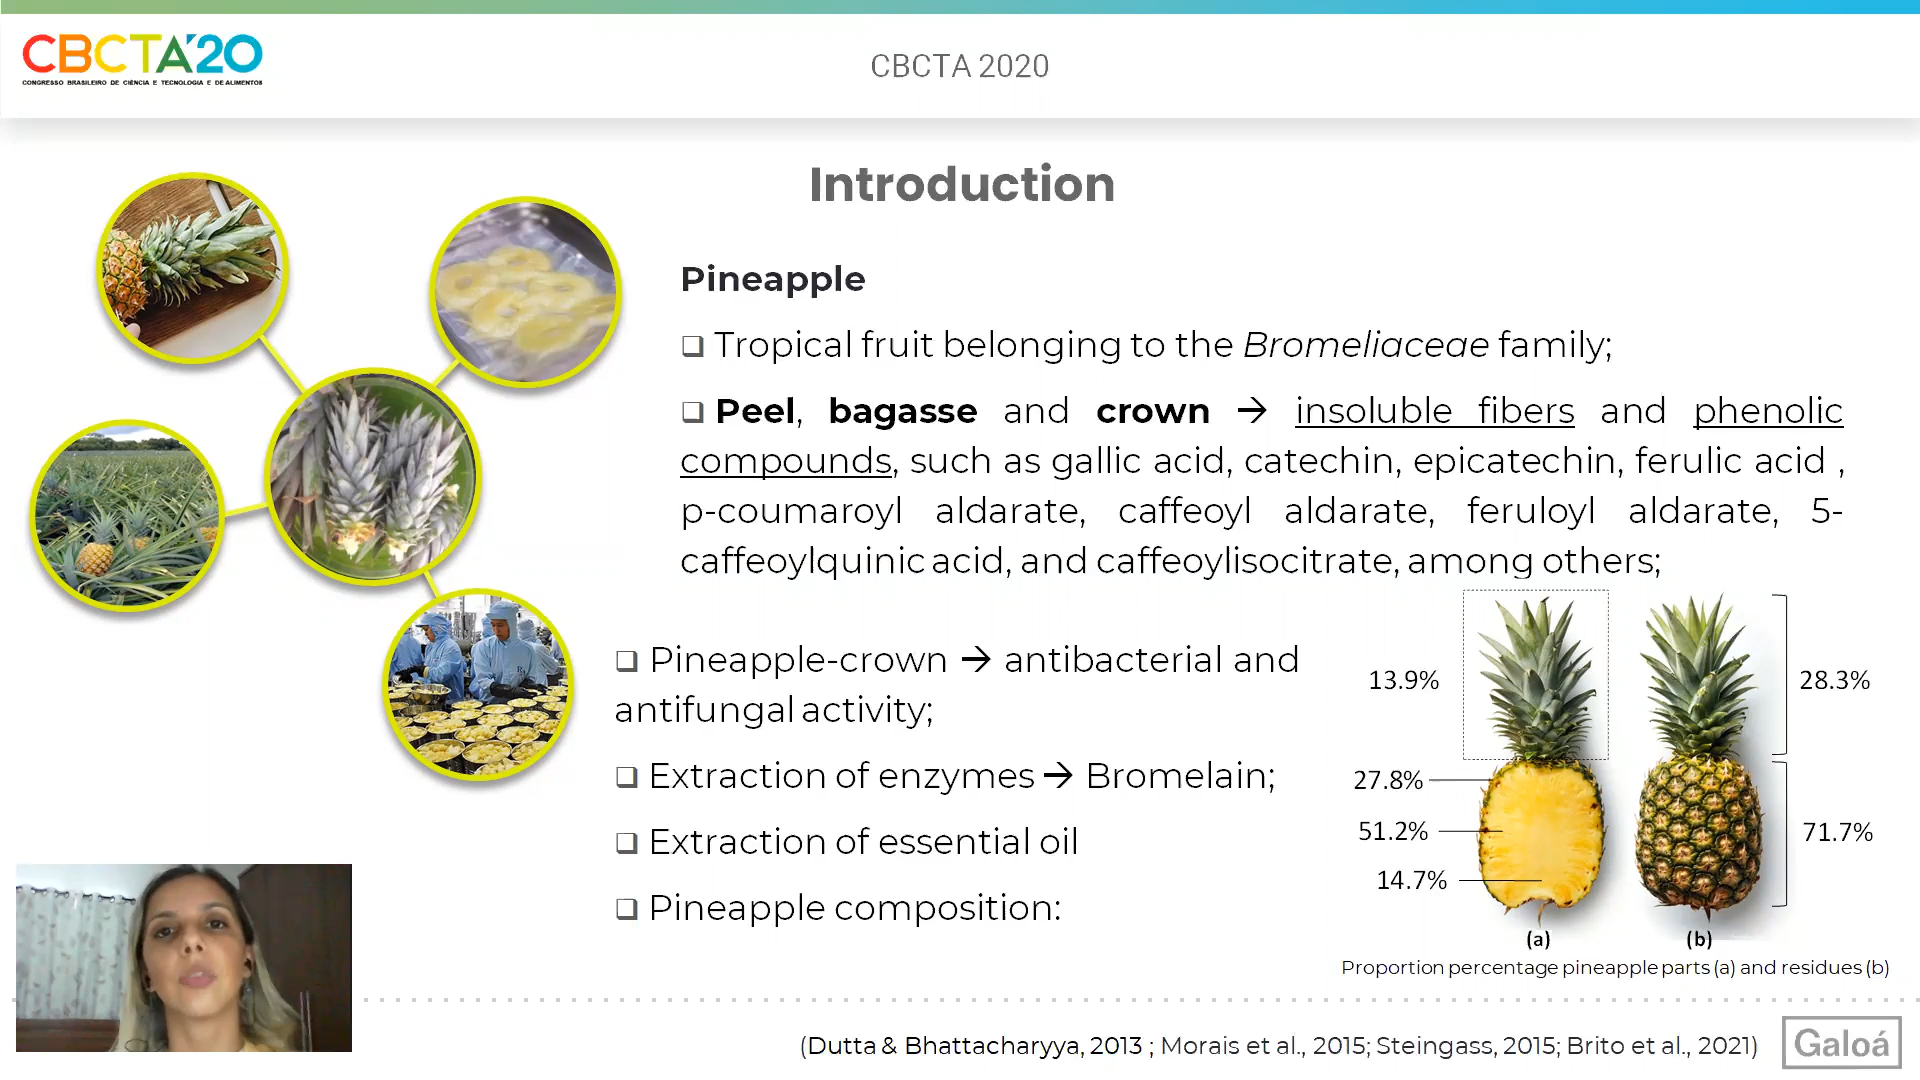 CBCTA'20
CONGRESSO BRASILEIRO DE CIÊNCIA E TECNOLOGIA E DE ALIMENTOS
CBCTA 2020
Introduction
Pineapple
❑ Tropical fruit belonging to the Bromeliaceae family;
❑ Peel, bagasse and crown → insoluble fibers and phenolic
compounds, such as gallic acid, catechin, epicatechin, ferulic acid ,
p-coumaroyl aldarate, caffeoyl aldarate, feruloyl aldarate, 5-
caffeoylquinic acid, and caffeoylisocitrate, among others;
❑ Pineapple-crown → antibacterial and
antifungal activity;
❑ Extraction of enzymes → Bromelain;
❑ Extraction of essential oil
❑ Pineapple composition:
13.9%
28.3%
27.8%
51.2%
71.7%
14.7%
(a)
(b)
Proportion percentage pineapple parts (a) and residues (b)
(Dutta & Bhattacharyya, 2013 ; Morais et al., 2015; Steingass, 2015; Brito et al., 2021)
Galoá